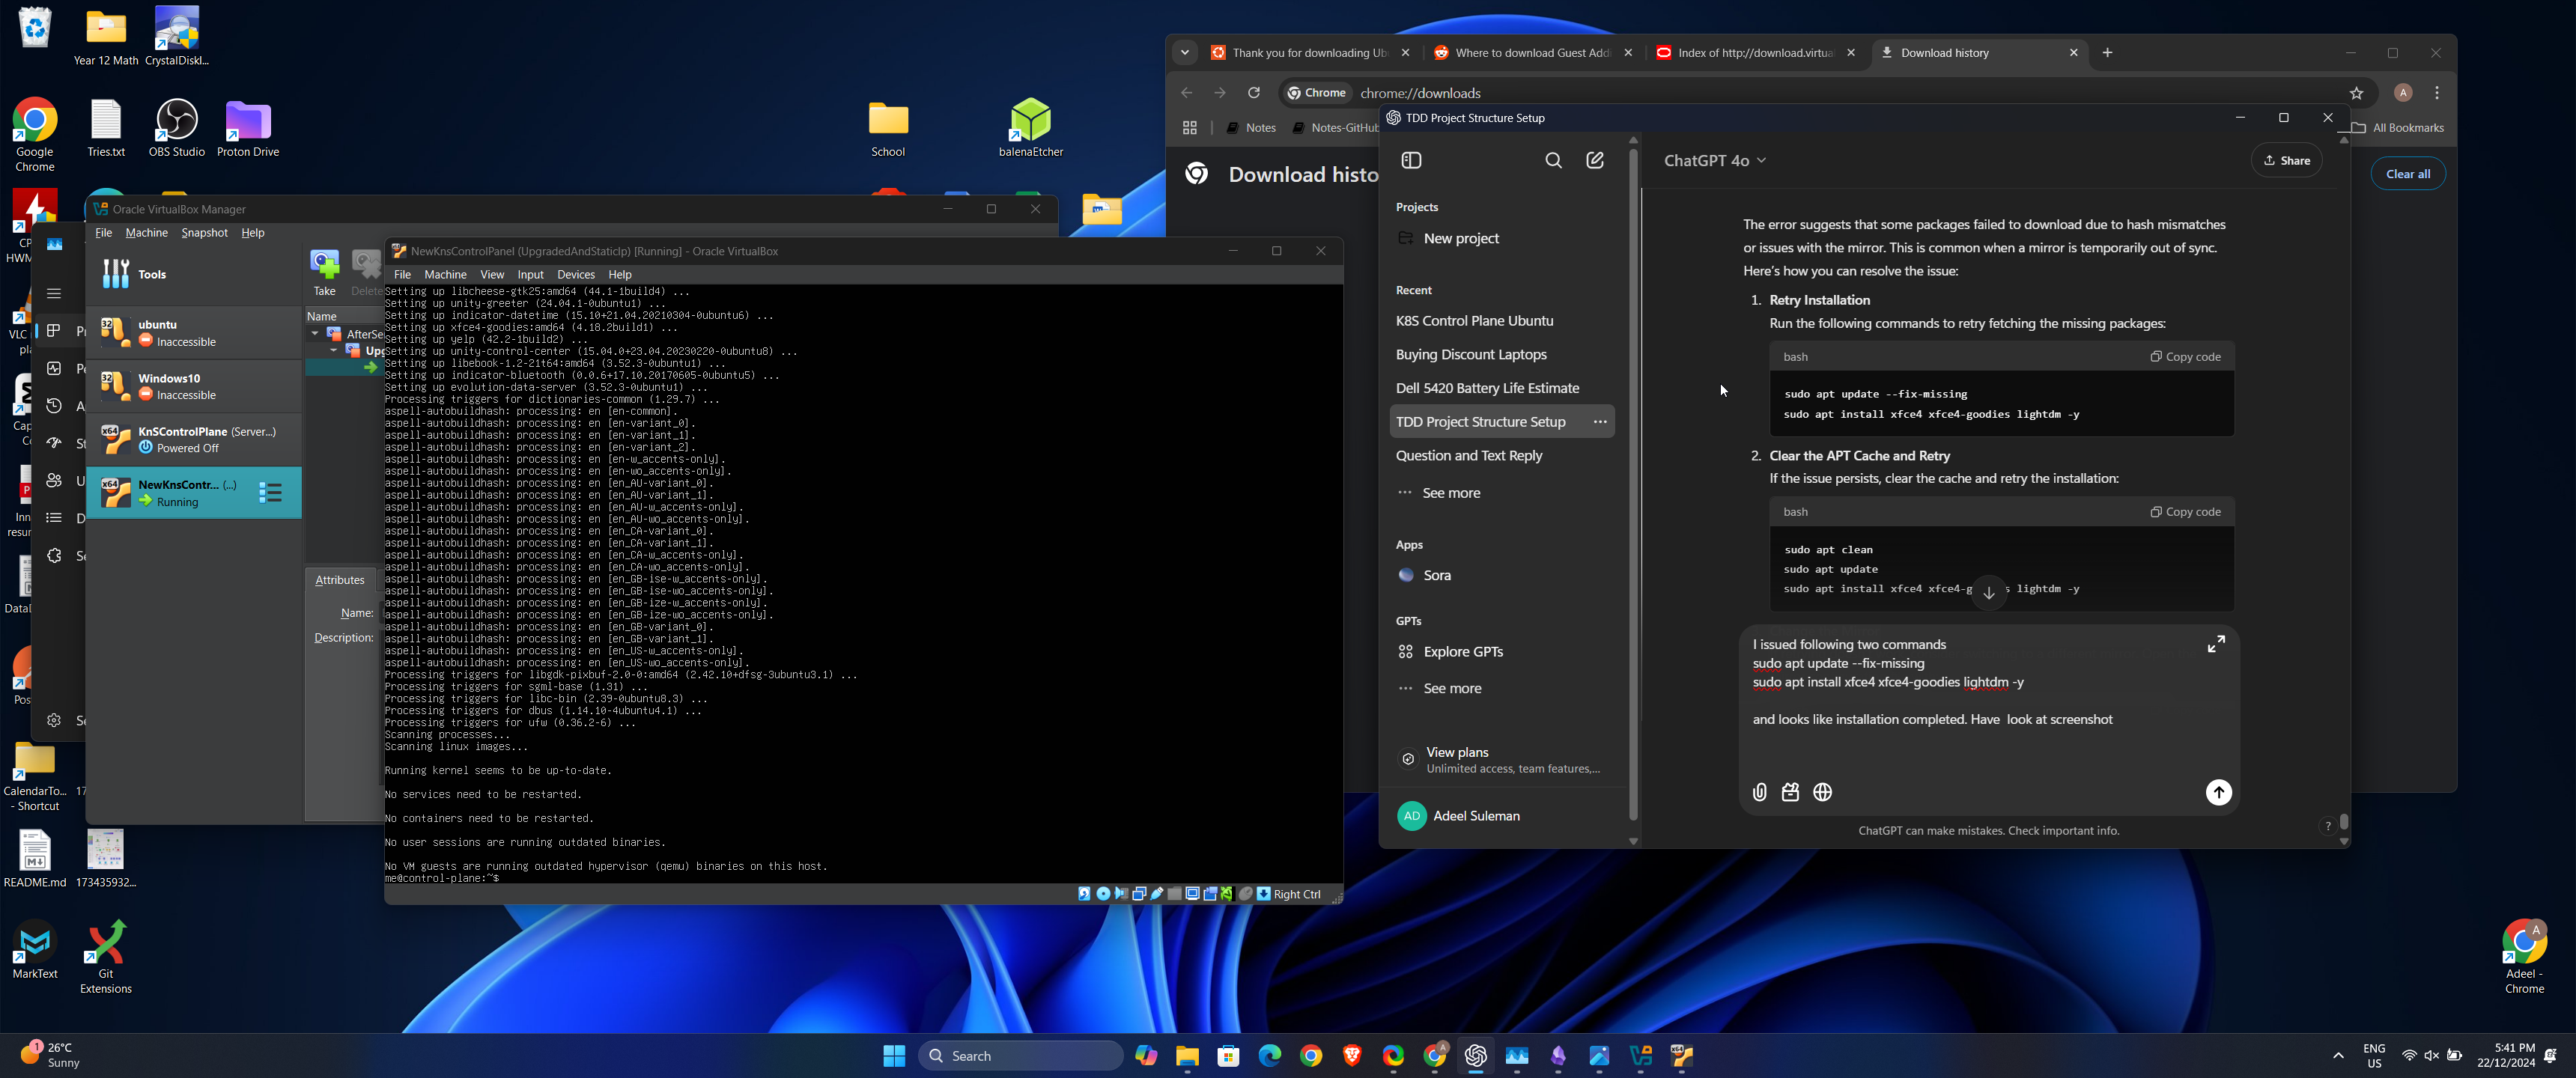 Year 12 Math
CrystalDiskI...
Google Chrome
Tries.txt
OBS Studio
Proton Drive
School
balenaEtcher
CP
HWM
VLC
pl
Cap
C
Inn
resur
DataI
Pos
CalendarTo...
- Shortcut
17
README.md
173435932...
MarkText
Git
Extensions
Adeel -
Chrome
Oracle VirtualBox Manager
File Machine Snapshot Help
Tools
Take
Delete
ubuntu
Inaccessible
Windows10
Inaccessible
KnSControlPlane (Server...)
Powered Off
NewKnsContr... (...)
Running
Name
AfterSe
Upg
Attributes
Name:
Description:
NewKnsControlPanel (UpgradedAndStaticIp) [Running] - Oracle VirtualBox
File Machine View Input Devices Help
Setting up libcheese-gtk25:amd64 (44.1-1build4) ...
Setting up unity-greeter (24.04.1-0ubuntu1) ...
Setting up indicator-datetime (15.10+21.04.20210304-0ubuntu6) ...
Setting up xfce4-goodies:amd64 (4.18.2build1) ...
Setting up yelp (42.2-1build2) ...
Setting up unity-control-center (15.04.0+23.04.20230220-0ubuntu8) ...
Setting up libebook-1.2-21t64:amd64 (3.52.3-0ubuntu1) ...
Setting up indicator-bluetooth (0.0.6+17.10.20170605-0ubuntu5) ...
Setting up evolution-data-server (3.52.3-0ubuntu1) ...
Processing triggers for dictionaries-common (1.29.7) ...
aspell-autobuildhash: processing: en [en-common].
aspell-autobuildhash: processing: en [en-variant_0].
aspell-autobuildhash: processing: en [en-variant_1].
aspell-autobuildhash: processing: en [en-variant_2].
aspell-autobuildhash: processing: en [en-w_accents-only].
aspell-autobuildhash: processing: en [en-wo_accents-only].
aspell-autobuildhash: processing: en [en_AU-variant_0].
aspell-autobuildhash: processing: en [en_AU-variant_1].
aspell-autobuildhash: processing: en [en_AU-w_accents-only].
aspell-autobuildhash: processing: en [en_AU-wo_accents-only].
aspell-autobuildhash: processing: en [en_CA-variant_0].
aspell-autobuildhash: processing: en [en_CA-variant_1].
aspell-autobuildhash: processing: en [en_CA-w_accents-only].
aspell-autobuildhash: processing: en [en_CA-wo_accents-only].
aspell-autobuildhash: processing: en [en_GB-ise-w_accents-only].
aspell-autobuildhash: processing: en [en_GB-ise-wo_accents-only].
aspell-autobuildhash: processing: en [en_GB-ize-w_accents-only].
aspell-autobuildhash: processing: en [en_GB-ize-wo_accents-only].
aspell-autobuildhash: processing: en [en_GB-variant_0].
aspell-autobuildhash: processing: en [en_GB-variant_1].
aspell-autobuildhash: processing: en [en_US-w_accents-only].
aspell-autobuildhash: processing: en [en_US-wo_accents-only].
Processing triggers for libgdk-pixbuf-2.0-0:amd64 (2.42.10+dfsg-3ubuntu3.1) ...
Processing triggers for sgml-base (1.31) ...
Processing triggers for libc-bin (2.39-0ubuntu8.3) ...
Processing triggers for dbus (1.14.10-4ubuntu4.1) ...
Processing triggers for ufw (0.36.2-6) ...
Scanning processes...
Scanning linux images...
Running kernel seems to be up-to-date.
No services need to be restarted.
No containers need to be restarted.
No user sessions are running outdated binaries.
No VM guests are running outdated hypervisor (qemu) binaries on this host.
me@control-plane:~$
Right Ctrl
Thank you for downloading Ub
Where to download Guest Add
Index of http://download.virtua
Download history
Chrome
chrome://downloads
A
Notes
Notes-GitHub
All Bookmarks
Download histo
Clear all
TDD Project Structure Setup
ChatGPT 4o
Share
Projects
New project
Recent
K8S Control Plane Ubuntu
Buying Discount Laptops
Dell 5420 Battery Life Estimate
TDD Project Structure Setup
Question and Text Reply
See more
Apps
Sora
GPTs
Explore GPTs
See more
View plans
Unlimited access, team features,...
AD
Adeel Suleman
The error suggests that some packages failed to download due to hash mismatches
or issues with the mirror. This is common when a mirror is temporarily out of sync.
Here's how you can resolve the issue:
1. Retry Installation
Run the following commands to retry fetching the missing packages:
bash
Copy code
sudo apt update --fix-missing
sudo apt install xfce4 xfce4-goodies lightdm -y
2. Clear the APT Cache and Retry
If the issue persists, clear the cache and retry the installation:
bash
Copy code
sudo apt clean
sudo apt update
sudo apt install xfce4 xfce4-g s lightdm -y
I issued following two commands
sudo apt update --fix-missing
sudo apt install xfce4 xfce4-goodies lightdm -y
and looks like installation completed. Have look at screenshot
ChatGPT can make mistakes. Check important info.
?
1
26°C
Sunny
Search
ENG
US
5:41 PM
22/12/2024